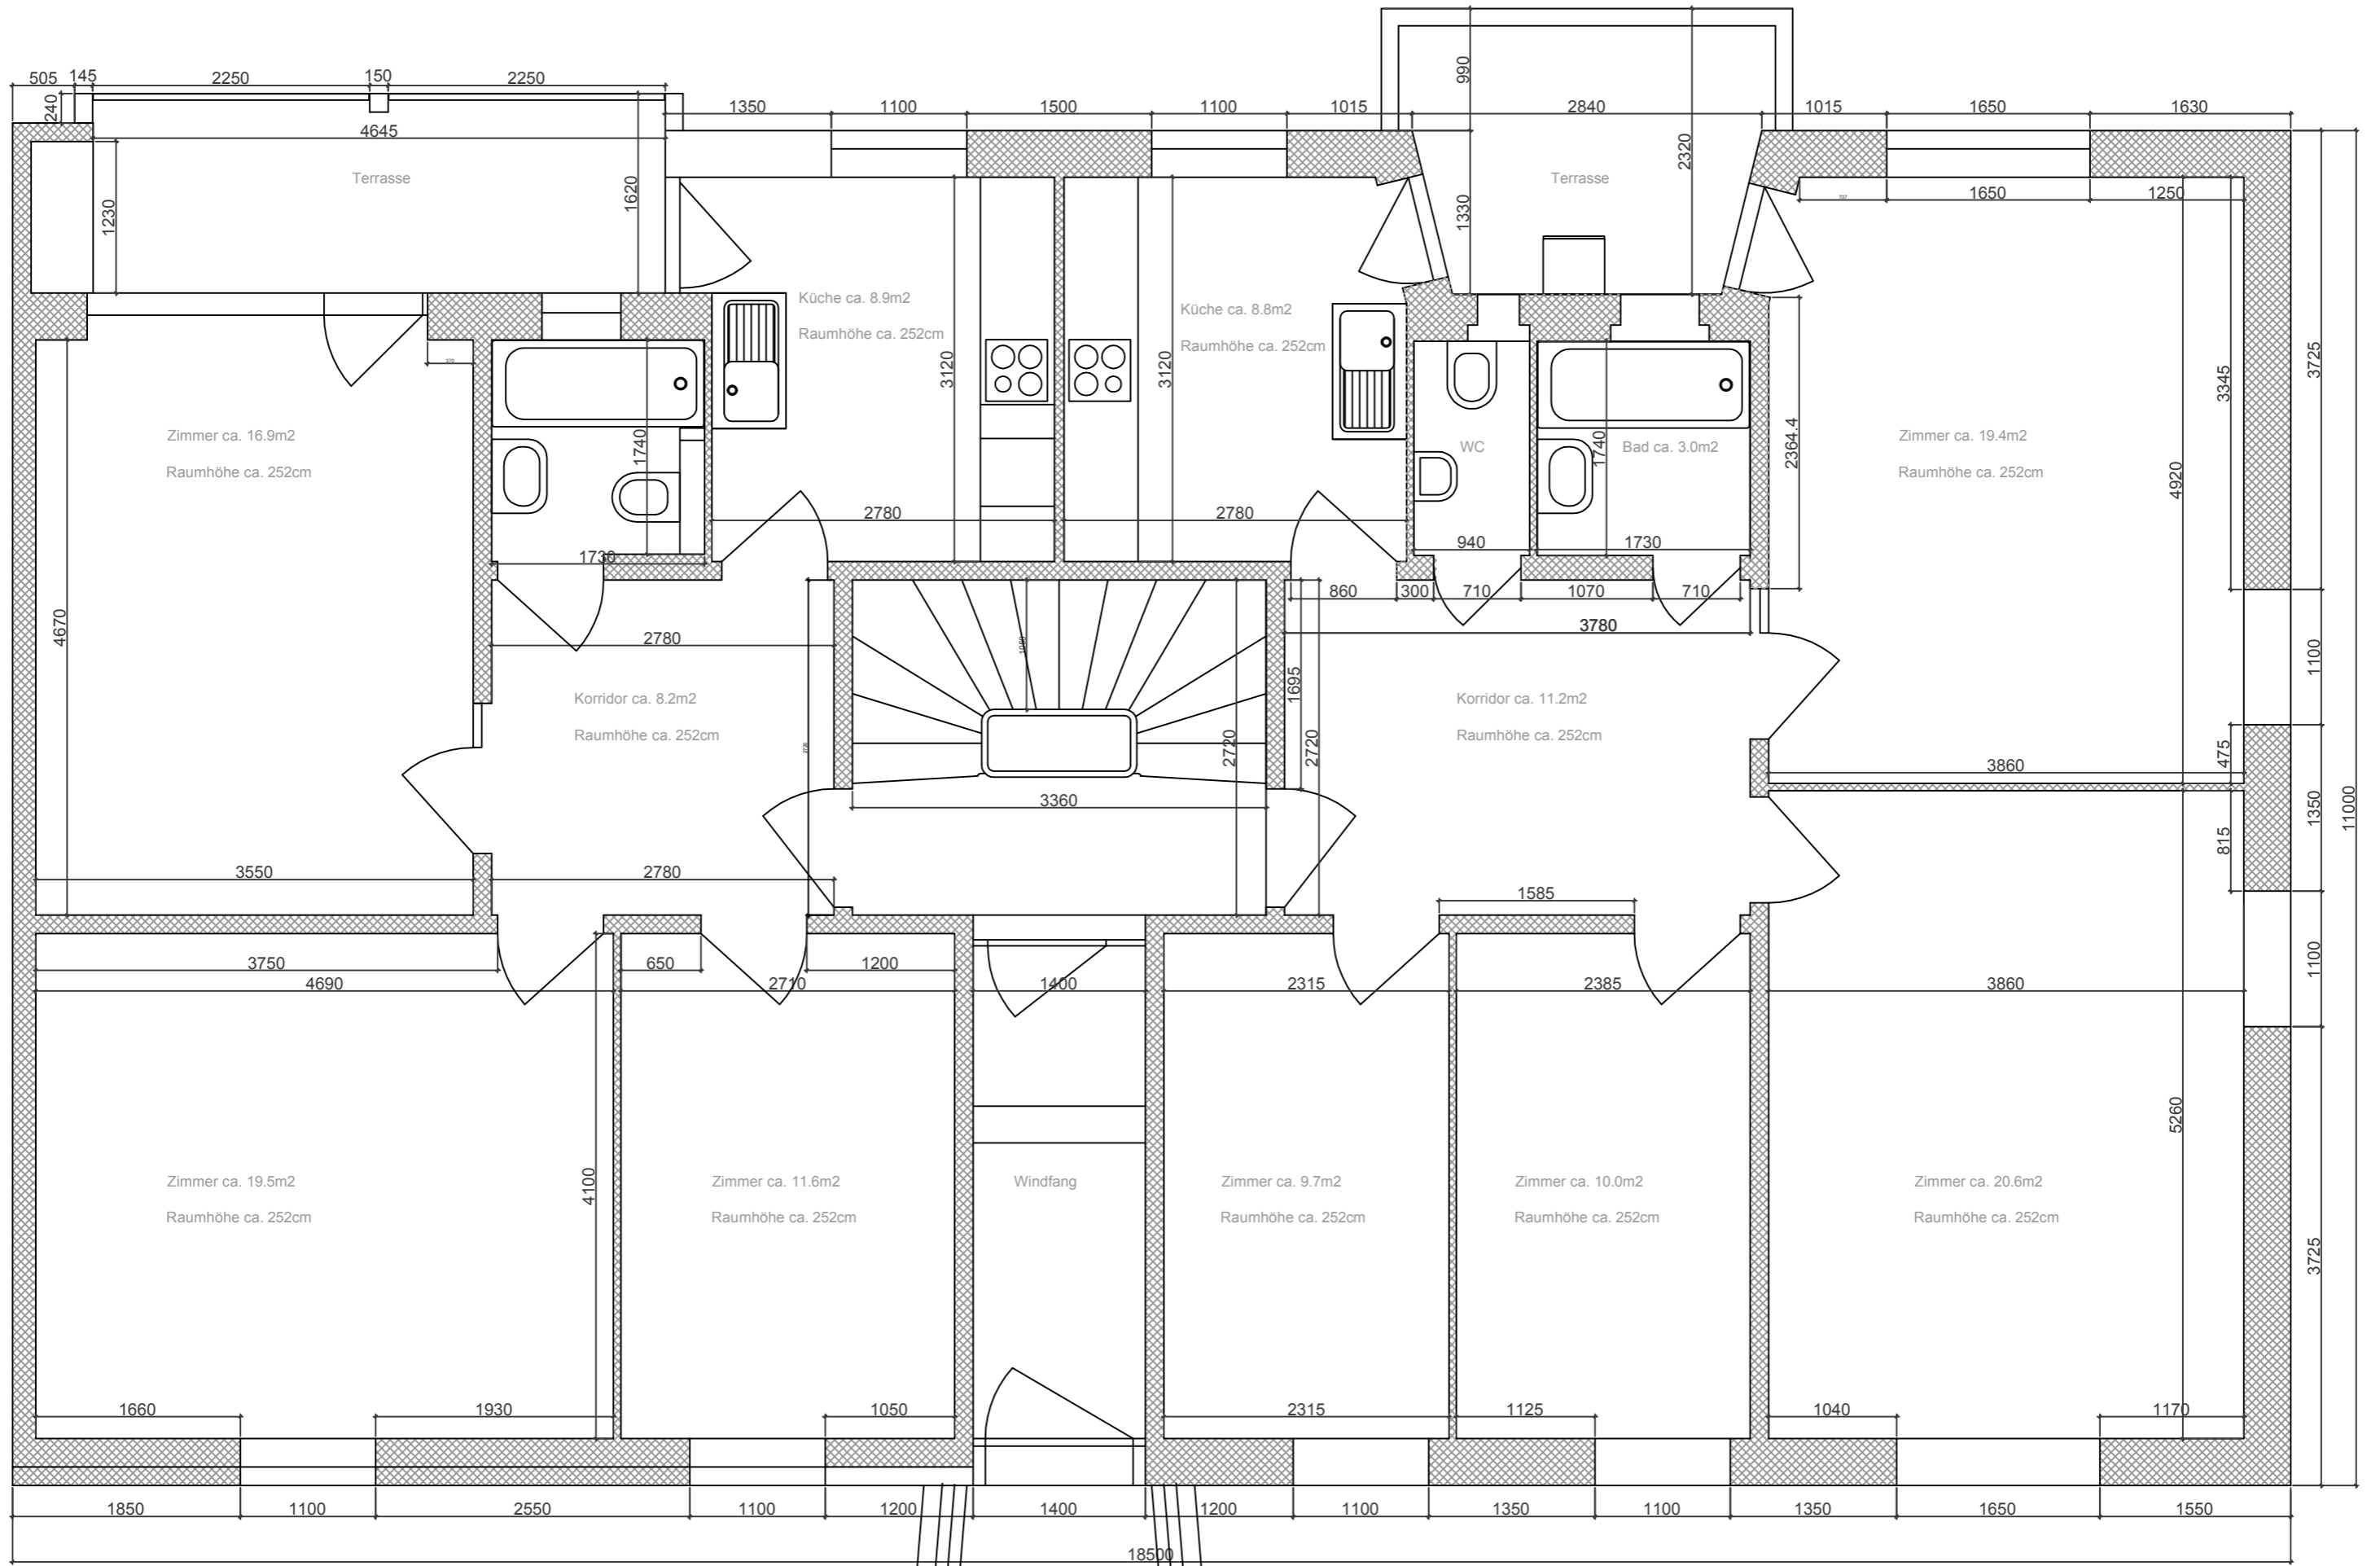 990
505 145 2250 150 2250
240
1350 1100 1500 1100 1015 2840 1015 1650 1630
4645
2320
Terrasse
Terrasse
1230
1620
1330
707 1650 1250
Küche ca. 8.9m2
Raumhöhe ca. 252cm
Küche ca. 8.8m2
Raumhöhe ca. 252cm
3120
3120
3345
3725
Zimmer ca. 16.9m2
Raumhöhe ca. 252cm
1740
WC
1740
Bad ca. 3.0m2
2364.4
Zimmer ca. 19.4m2
Raumhöhe ca. 252cm
4920
2780 2780
940 1730
1730
860 300 710 1070 710
4670
2780
3780
1695
1100
Korridor ca. 8.2m2
Raumhöhe ca. 252cm
Korridor ca. 11.2m2
Raumhöhe ca. 252cm
2720
2720
475
3860
3360
1350
11000
815
3550 2780
1585
3750 650 1200
1100
4690 2710 1400 2315 2385 3860
5260
4100
Zimmer ca. 19.5m2
Raumhöhe ca. 252cm
Zimmer ca. 11.6m2
Raumhöhe ca. 252cm
Windfang
Zimmer ca. 9.7m2
Raumhöhe ca. 252cm
Zimmer ca. 10.0m2
Raumhöhe ca. 252cm
Zimmer ca. 20.6m2
Raumhöhe ca. 252cm
3725
1660 1930 1050 2315 1125 1040 1170
1850 1100 2550 1100 1200 1400 1200 1100 1350 1100 1350 1650 1550
18500